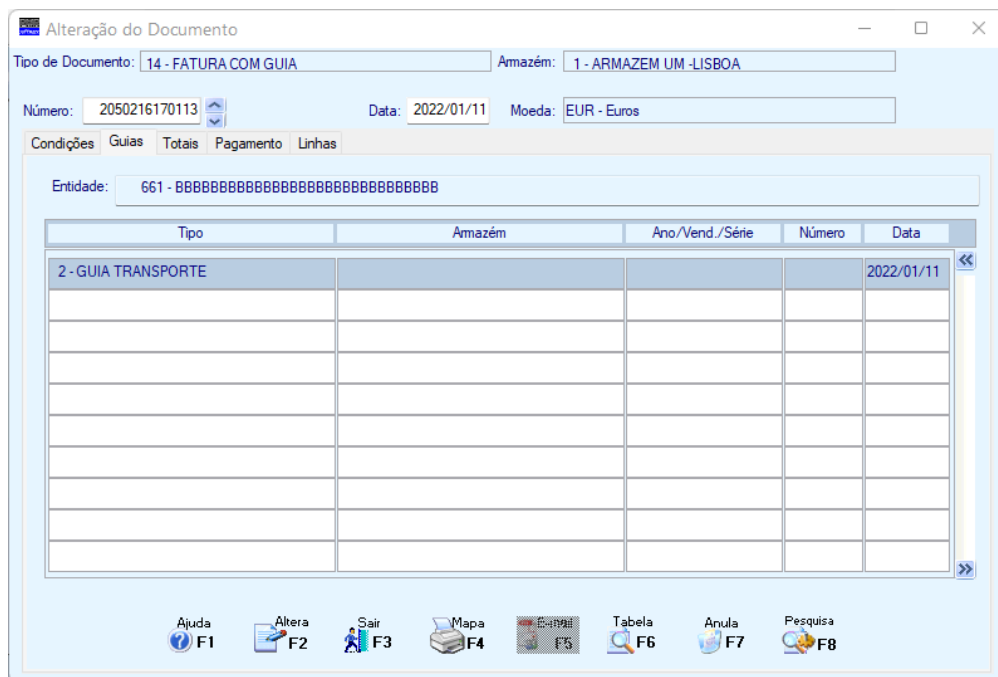 Alteração do Documento
Tipo de Documento: 14 - FATURA COM GUIA Armazém: 1 - ARMAZEM UM -LISBOA
Número: 2050216170113 Data: 2022/01/11 Moeda: EUR - Euros
Condições Guias Totais Pagamento Linhas
Entidade: 661 - BBBBBBBBBBBBBBBBBBBBBBBBBBBBBB
Tipo Armazém Ano/Vend./Série Número Data
2 - GUIA TRANSPORTE 2022/01/11
Ajuda Altera Sair Mapa E-mail Tabela Anula Pesquisa
F1 F2 F3 F4 F5 F6 F7 F8